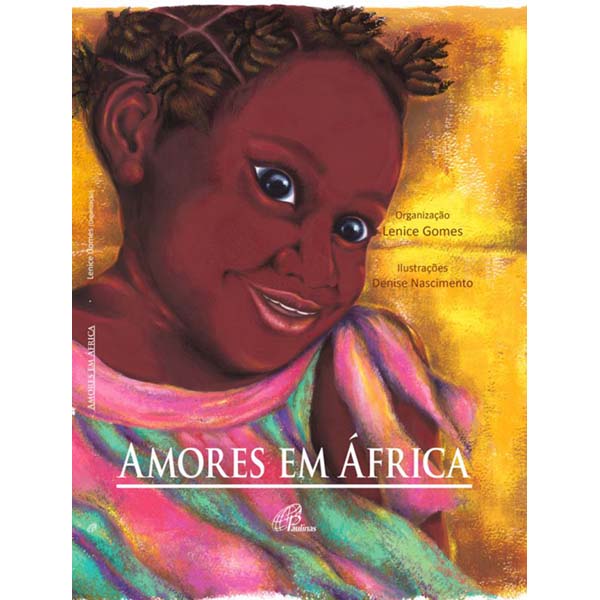 Organização
Lenice Gomes
Ilustrações
Denise Nascimento
AMORES EM ÁFRICA
Paulinas
AMORES EM ÁFRICA
Lenice Gomes (Organização)